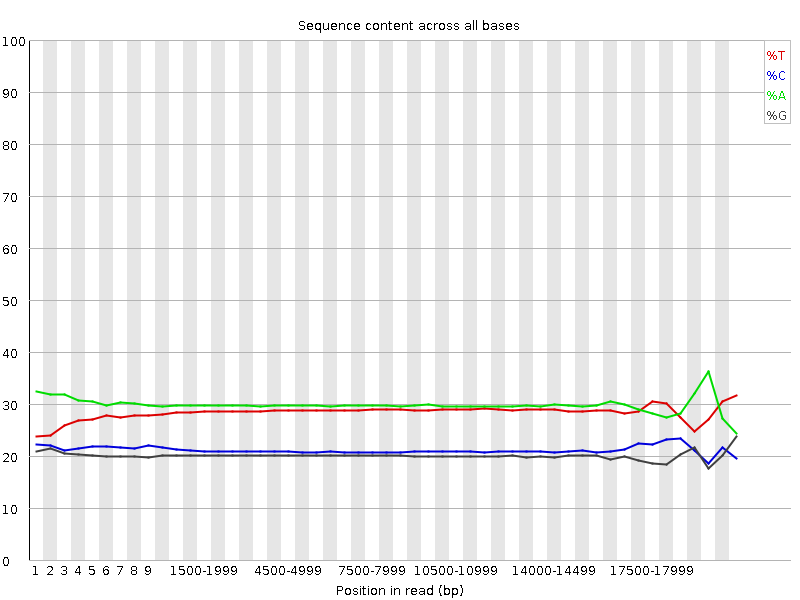 Sequence content across all bases
100
90
80
70
60
50
40
30
20
10
0
%T
%C
%A
%G
1 2 3 4 5 6 7 8 9 1500-1999 4500-4999 7500-7999 10500-10999 14000-14499 17500-17999
Position in read (bp)